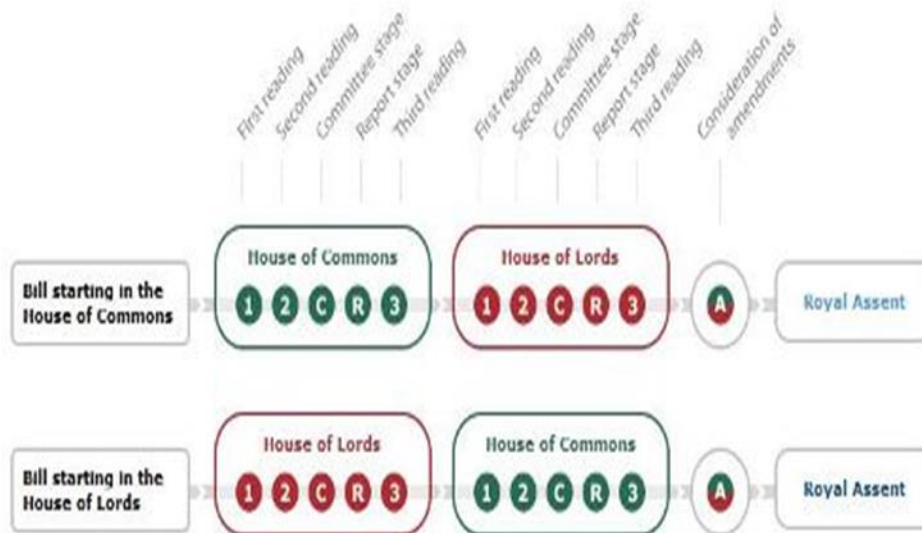 First reading
Second reading
Committee stage
Report stage
Third reading
First reading
Second reading
Committee stage
Report stage
Third reading
Consideration of
amendments
Bill starting in the
House of Commons
House of Commons
1 2 C R 3
House of Lords
1 2 C R 3
A
Royal Assent
Bill starting in the
House of Lords
House of Lords
1 2 C R 3
House of Commons
1 2 C R 3
A
Royal Assent